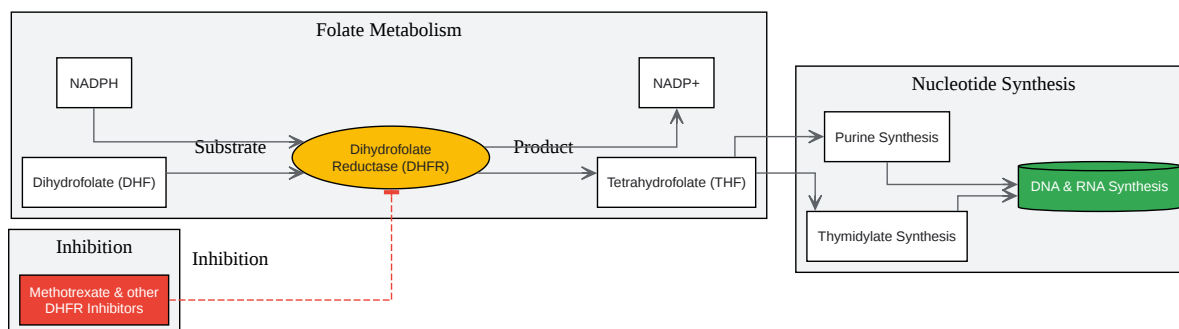 Folate Metabolism
NADPH
NADP+
Nucleotide Synthesis
Substrate
Dihydrofolate
Reductase (DHFR)
Product
Purine Synthesis
Dihydrofolate (DHF)
Tetrahydrofolate (THF)
DNA & RNA Synthesis
Thymidylate Synthesis
Inhibition
Inhibition
Methotrexate & other
DHFR Inhibitors